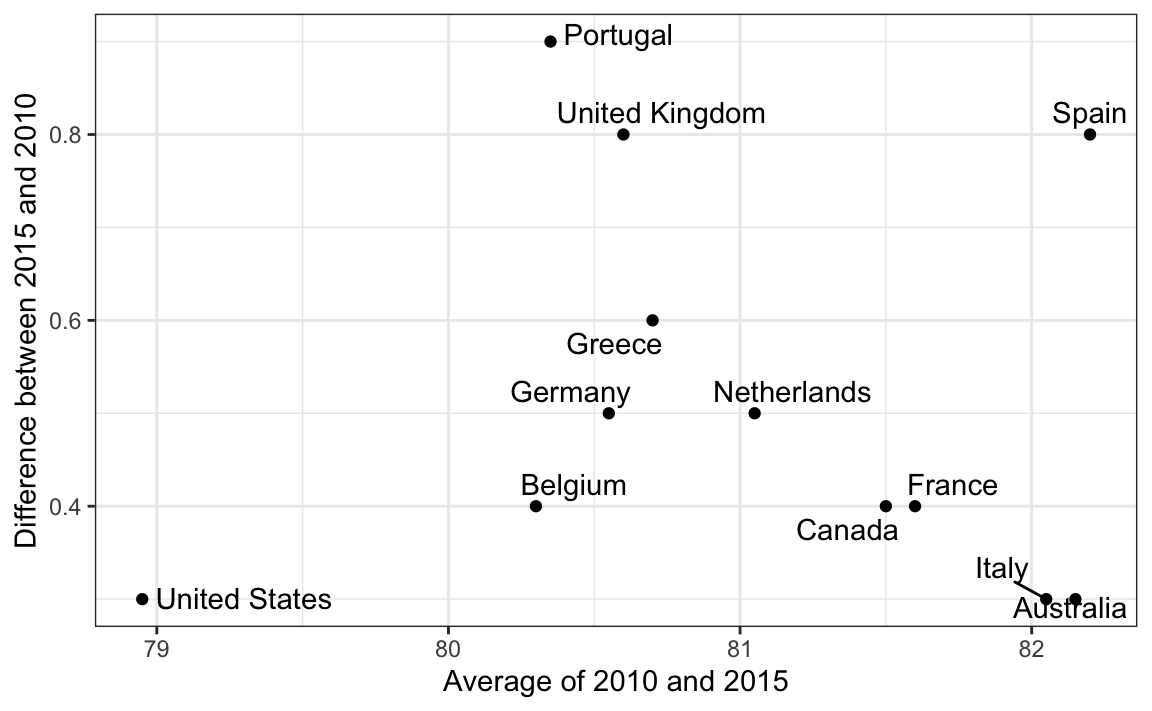 Difference between 2015 and 2010
0.8
0.6
0.4
Portugal
United Kingdom
Spain
Greece
Germany
Netherlands
Belgium
France
Canada
Italy
United States
Australia
79
80
81
82
Average of 2010 and 2015